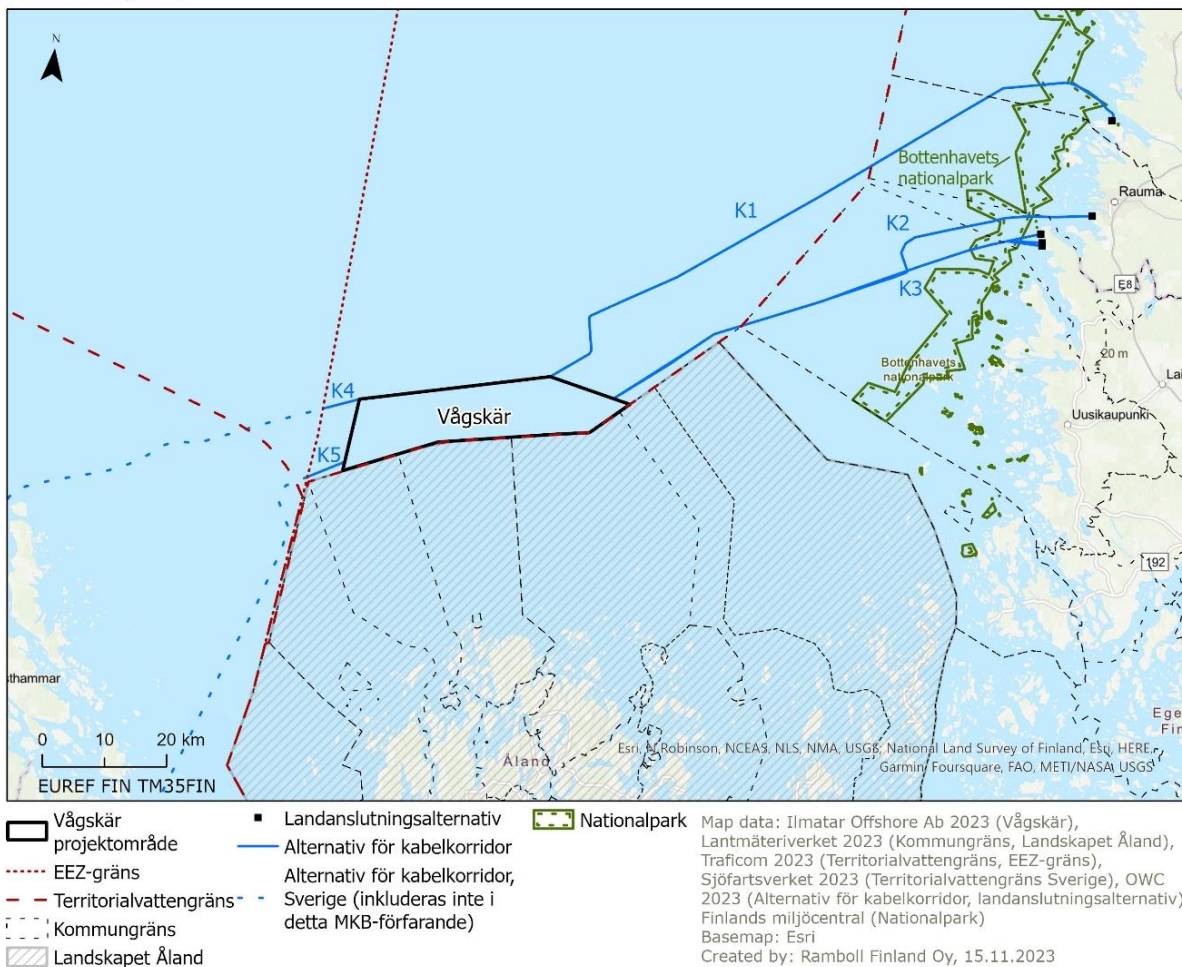 N
K1
Bottenhavets
nationalpark
Rauma
K2
K3
E8
Bottenhavets
nationalpark
20 m
Lai
Uusikaupunki
K4
Vågskär
K5
192
sthammar
0 10 20 km
EUREF FIN TM35FIN
Åland
Ege
Fin
Esri, N Robinson, NCEAS, NLS, NMA, USGS, National Land Survey of Finland, Esri, HERE,
Garmin, Foursquare, FAO, METI/NASA, USGS
Vågskär
projektområde
EEZ-gräns
Territorialvattengräns
Kommungräns
Landskapet Åland
Landanslutningsalternativ
Alternativ för kabelkorridor
Alternativ för kabelkorridor,
Sverige (inkluderas inte i
detta MKB-förfarande)
Nationalpark
Map data: Ilmatar Offshore Ab 2023 (Vågskär),
Lantmäteriverket 2023 (Kommungräns, Landskapet Åland),
Traficom 2023 (Territorialvattengräns, EEZ-gräns),
Sjöfartsverket 2023 (Territorialvattengräns Sverige), OWC
2023 (Alternativ för kabelkorridor, landanslutningsalternativ)
Finlands miljöcentral (Nationalpark)
Basemap: Esri
Created by: Ramboll Finland Oy, 15.11.2023